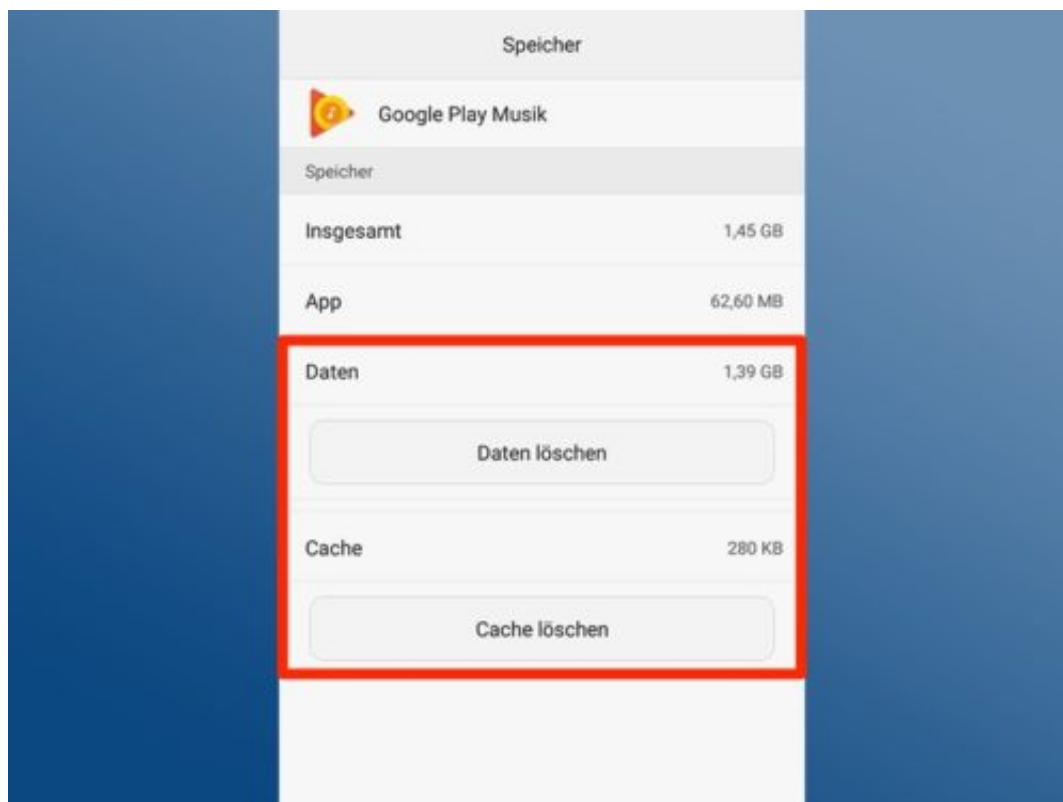 Speicher
Google Play Musik
Speicher
Insgesamt 1,45 GB
App 62,60 MB
Daten 1,39 GB
Daten löschen
Cache 280 KB
Cache löschen